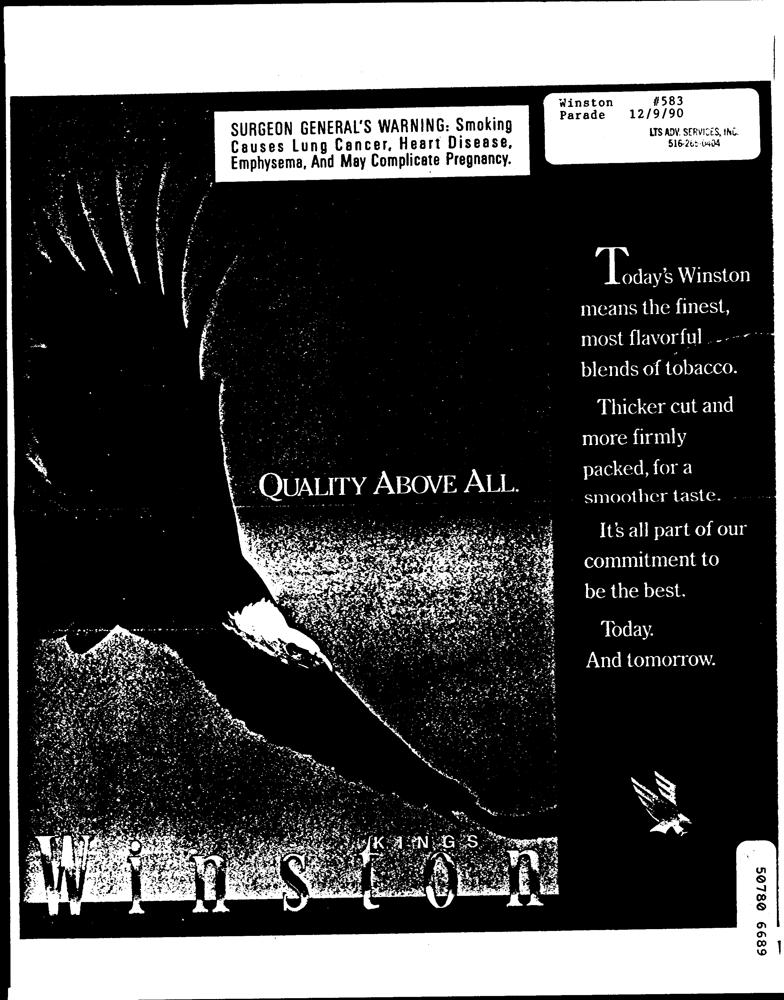 Winston #583
Parade 12/9/90
LTS ADV. SERVICES, INC.
516-265-0404
SURGEON GENERAL'S WARNING: Smoking
Causes Lung Cancer, Heart Disease,
Emphysema, And May Complicate Pregnancy.
Today's Winston
means the finest,
most flavorful
blends of tobacco.
Thicker cut and
more firmly
packed, for a
smoother taste.
It's all part of our
commitment to
be the best.
Today.
And tomorrow.
QUALITY ABOVE ALL.
KINGS
Winston
50780 6689